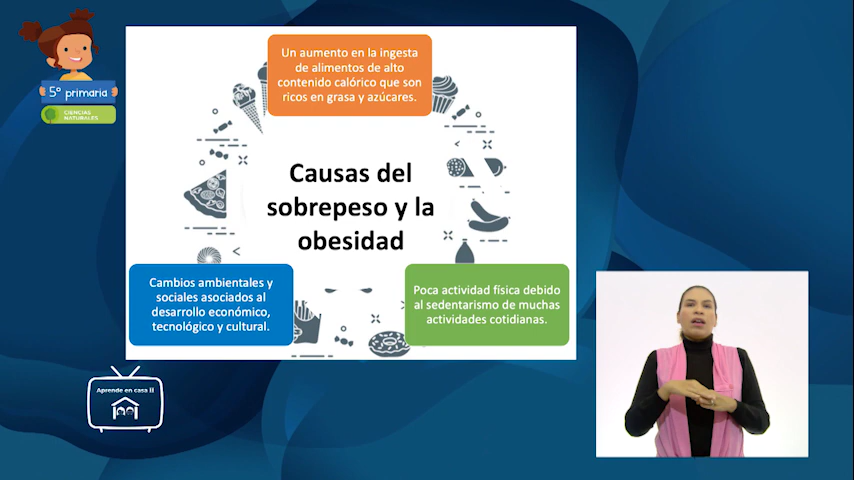 5° primaria
CIENCIAS
NATURALES
Un aumento en la ingesta
de alimentos de alto
contenido calórico que son
ricos en grasa y azúcares.
Causas del
sobrepeso y la
obesidad
Cambios ambientales y
sociales asociados al
desarrollo económico,
tecnológico y cultural.
Poca actividad física debido
al sedentarismo de muchas
actividades cotidianas.
Aprende en casa II